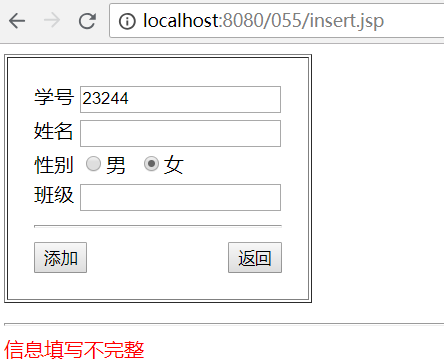 localhost:8080/055/insert.jsp
学号 23244
姓名
性别 男 女
班级
添加 返回
信息填写不完整